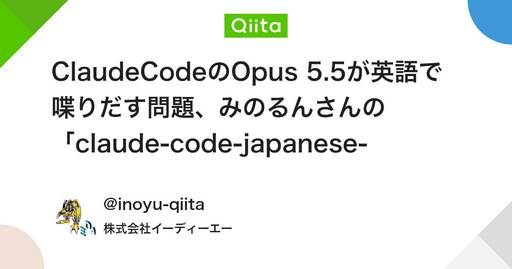 Qiita
ClaudeCodeのOpus 5.5が英語で
喋りだす問題、みのるんさんの
「claude-code-japanese-
@inoyu-qiita
株式会社イーディーエー